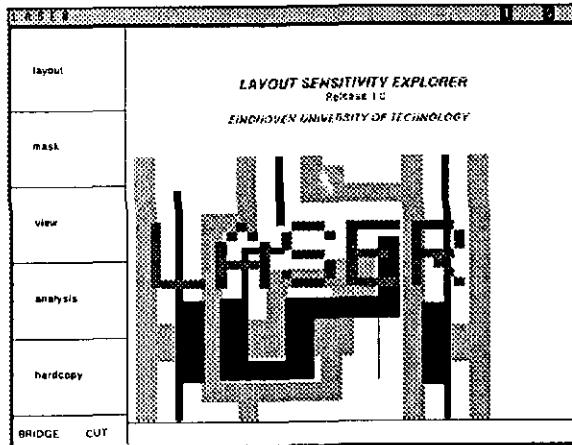 LASER
LAYOUT SENSITIVITY EXPLORER
Release 1.0
EINDHOVEN UNIVERSITY OF TECHNOLOGY
layout
mask
view
analysis
hardcopy
BRIDGE CUT